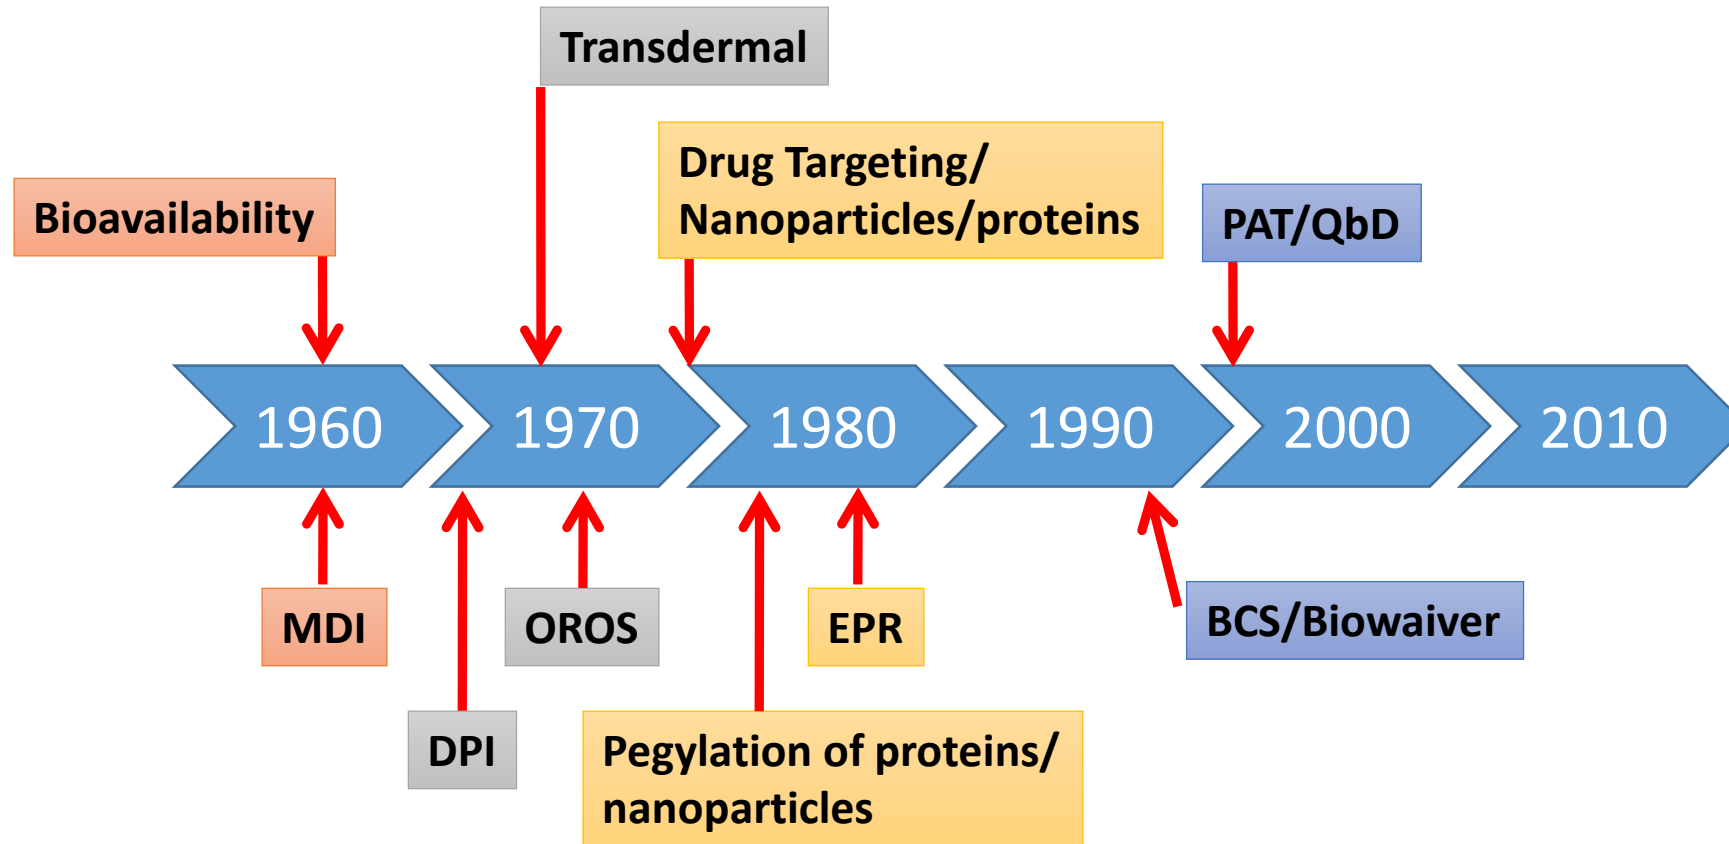 Transdermal
Drug Targeting/
Nanoparticles/proteins
Bioavailability
PAT/QbD
1960
1970
1980
1990
2000
2010
MDI
OROS
EPR
BCS/Biowaiver
DPI
Pegylation of proteins/
nanoparticles